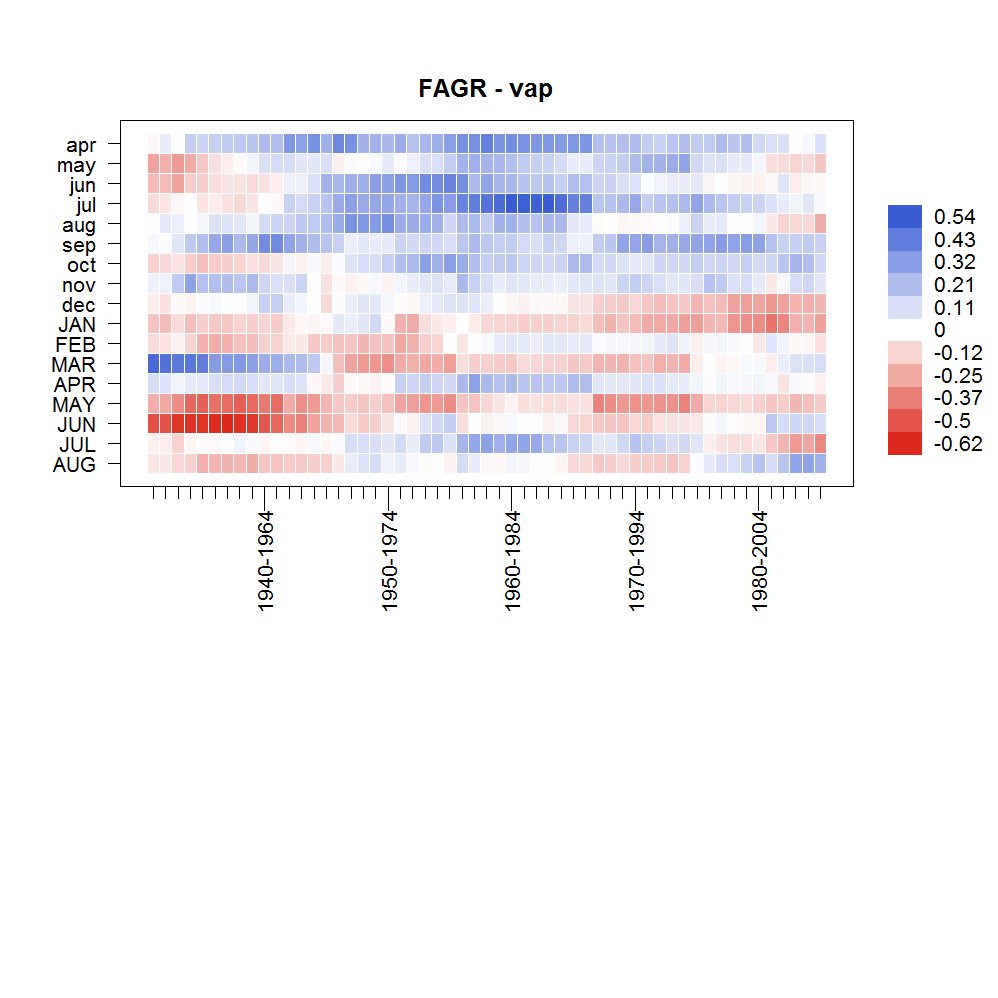 FAGR - vap
apr
may
jun
jul
aug
sep
oct
nov
dec
JAN
FEB
MAR
APR
MAY
JUN
JUL
AUG
0.54
0.43
0.32
0.21
0.11
0
-0.12
-0.25
-0.37
-0.5
-0.62
1940-1964
1950-1974
1960-1984
1970-1994
1980-2004